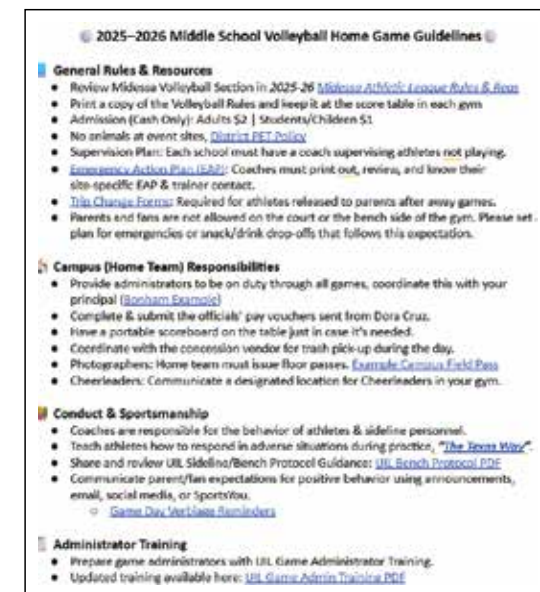 2025–2026 Middle School Volleyball Home Game Guidelines
General Rules & Resources
● Review Midessa Volleyball Section in 2025-26 Midessa Athletic League Rules & Regs
● Print a copy of the Volleyball Rules and keep it at the score table in each gym
● Admission (Cash Only): Adults $2 | Students/Children $1
● No animals at event sites, District PET Policy
● Supervision Plan: Each school must have a coach supervising athletes not playing.
● Emergency Action Plan (EAP): Coaches must print out, review, and know their
site-specific EAP & trainer contact.
● Trip Change Forms: Required for athletes released to parents after away games.
● Parents and fans are not allowed on the court or the bench side of the gym. Please set
plan for emergencies or snack/drink drop-offs that follows this expectation.
Campus (Home Team) Responsibilities
● Provide administrators to be on duty through all games, coordinate this with your
principal (Bonham Example)
● Complete & submit the officials' pay vouchers sent from Dora Cruz.
● Have a portable scoreboard on the table just in case it's needed.
● Coordinate with the concession vendor for trash pick-up during the day.
● Photographers: Home team must issue floor passes. Example Campus Field Pass
● Cheerleaders: Communicate a designated location for Cheerleaders in your gym.
Conduct & Sportsmanship
● Coaches are responsible for the behavior of athletes & sideline personnel.
● Teach athletes how to respond in adverse situations during practice, "The Texas Way".
● Share and review UIL Sideline/Bench Protocol Guidance: UIL Bench Protocol PDF
● Communicate parent/fan expectations for positive behavior using announcements,
email, social media, or SportsYou.
○ Game Day Verbiage Reminders
Administrator Training
● Prepare game administrators with UIL Game Administrator Training.
● Updated training available here: UIL Game Admin Training PDF